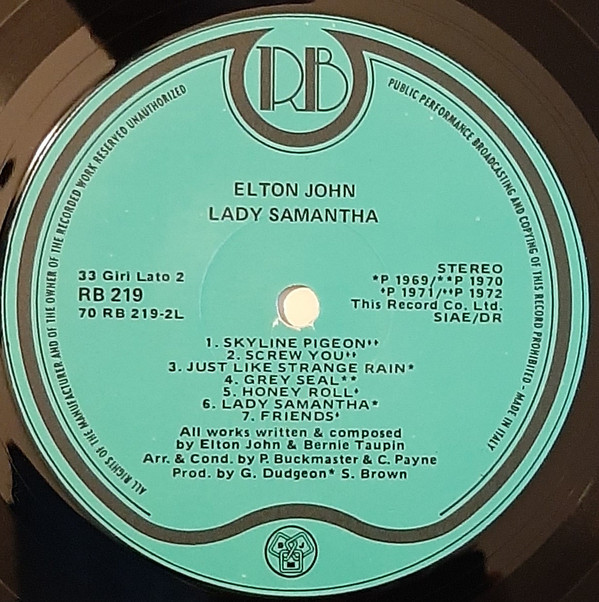 RB
ALL RIGHTS OF THE MANUFACTURER AND OF THE OWNER OF THE RECORDED WORK RESERVED UNAUTHORIZED
PUBLIC PERFORMANCE BROADCASTING AND COPYING OF THIS RECORD PROHIBITED - MADE IN ITALY
ELTON JOHN
LADY SAMANTHA
33 Giri Lato 2
RB 219
70 RB 219-2L
STEREO
*P 1969/**P 1970
♦P 1971/♦♦P 1972
This Record Co. Ltd.
SIAE/DR
1. SKYLINE PIGEON♦♦
2. SCREW YOU♦♦
3. JUST LIKE STRANGE RAIN*
4. GREY SEAL**
5. HONEY ROLL♦
6. LADY SAMANTHA*
7. FRIENDS♦
All works written & composed
by Elton John & Bernie Taupin
Arr. & Cond. by P. Buckmaster & C. Payne
Prod. by G. Dudgeon* S. Brown